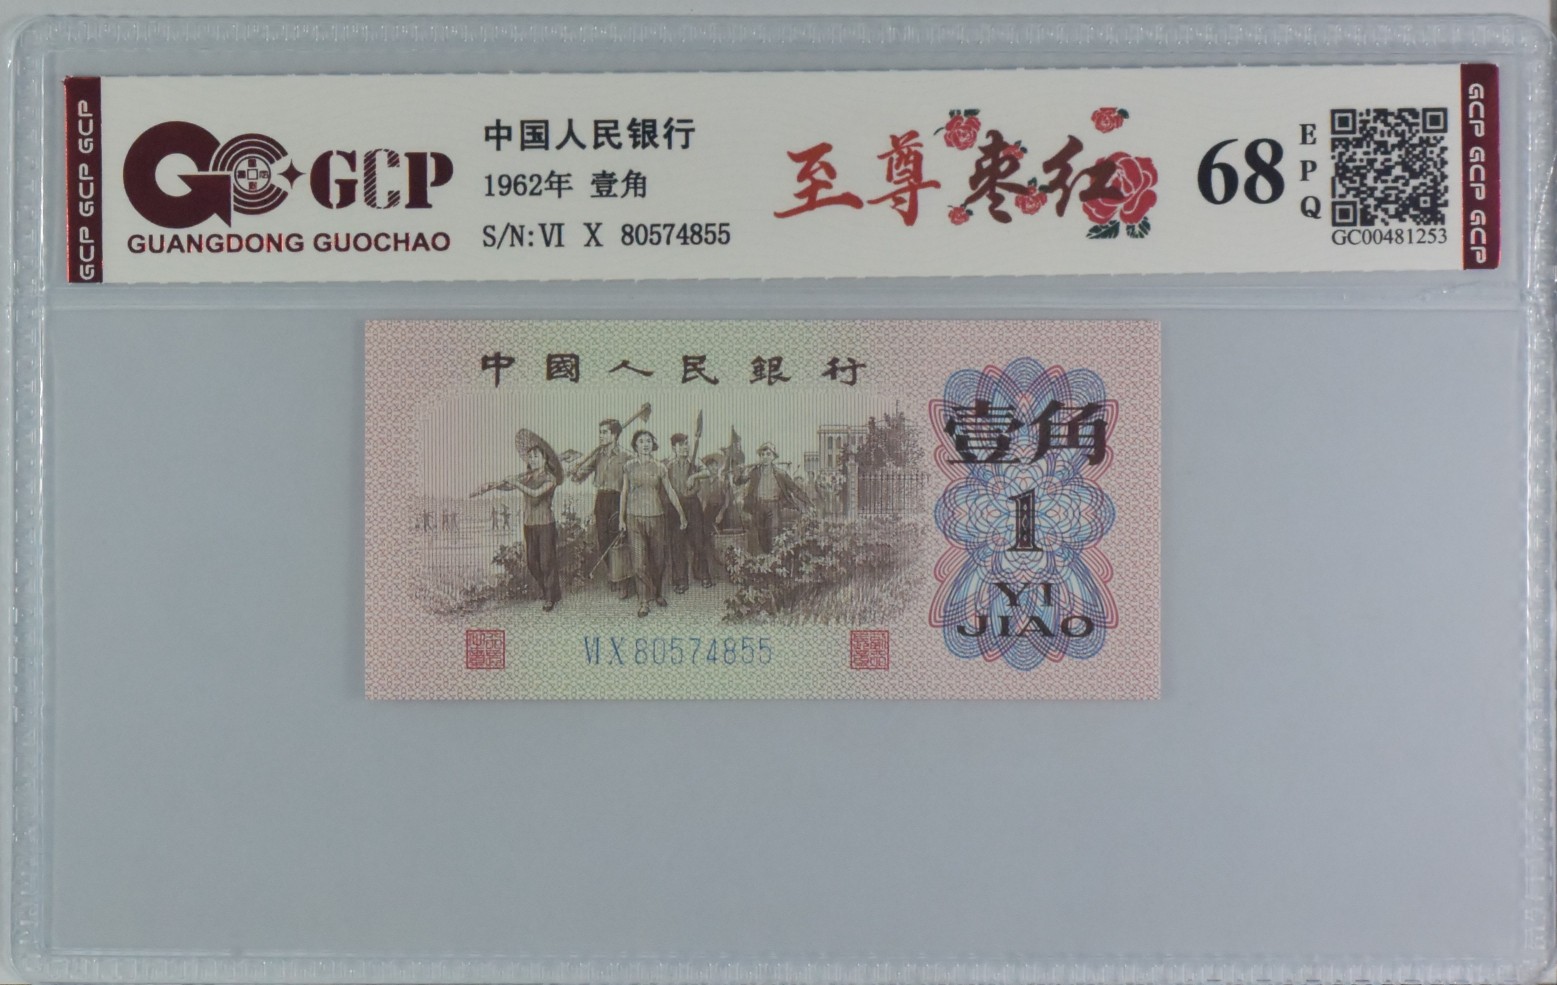 GCP GCP GCP
GCP
GUANGDONG GUOCHAO
中国人民银行
1962年 壹角
S/N:Ⅵ X 80574855
至尊枣红
68
EPQ
GC00481253
GCP GCP GCP
中國人民銀行
壹角
1
YI
JIAO
Ⅵ X 80574855